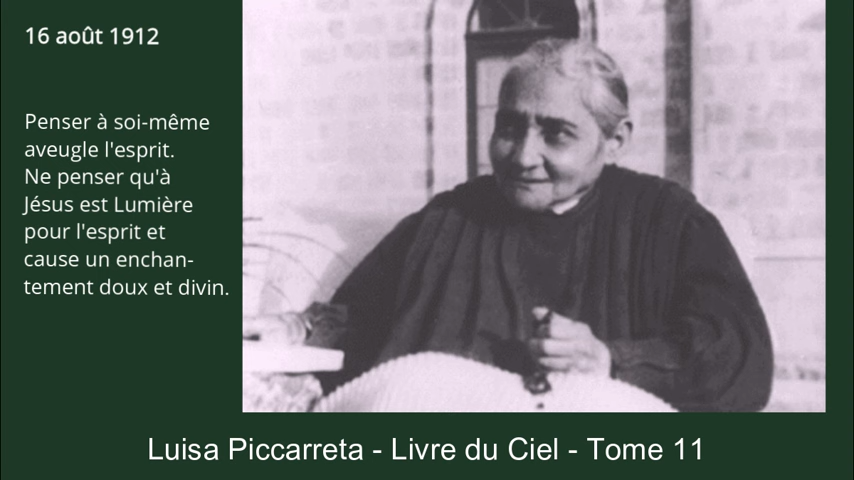 16 août 1912
Penser à soi-même
aveugle l'esprit.
Ne penser qu'à
Jésus est Lumière
pour l'esprit et
cause un enchan-
tement doux et divin.
Luisa Piccarreta - Livre du Ciel - Tome 11